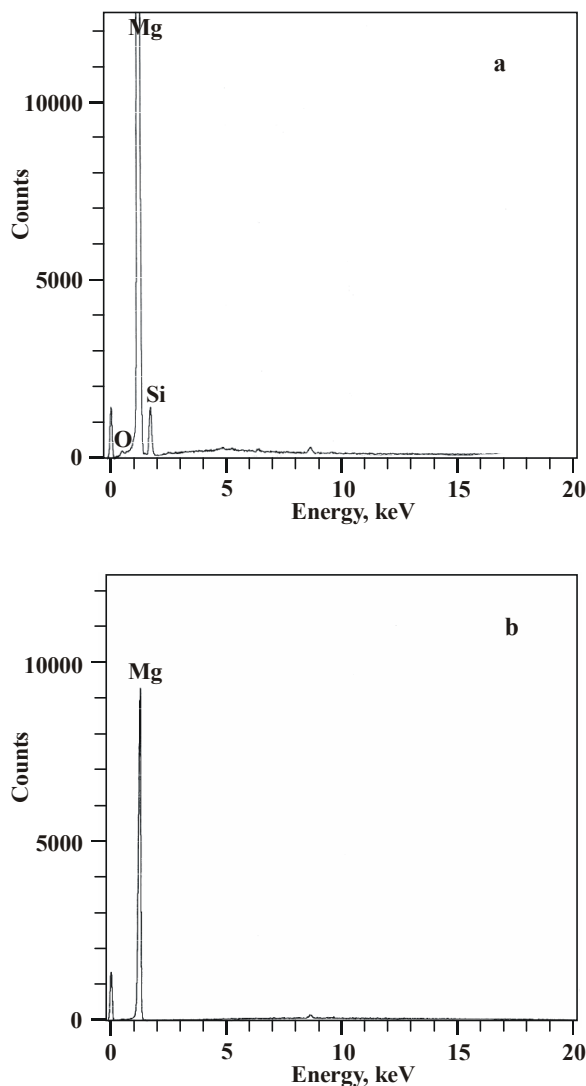 Mg
a
10000
Counts
5000
Si
O
0
0 5 10 15 20
Energy, keV
b
10000
Mg
Counts
5000
0
0 5 10 15 20
Energy, keV